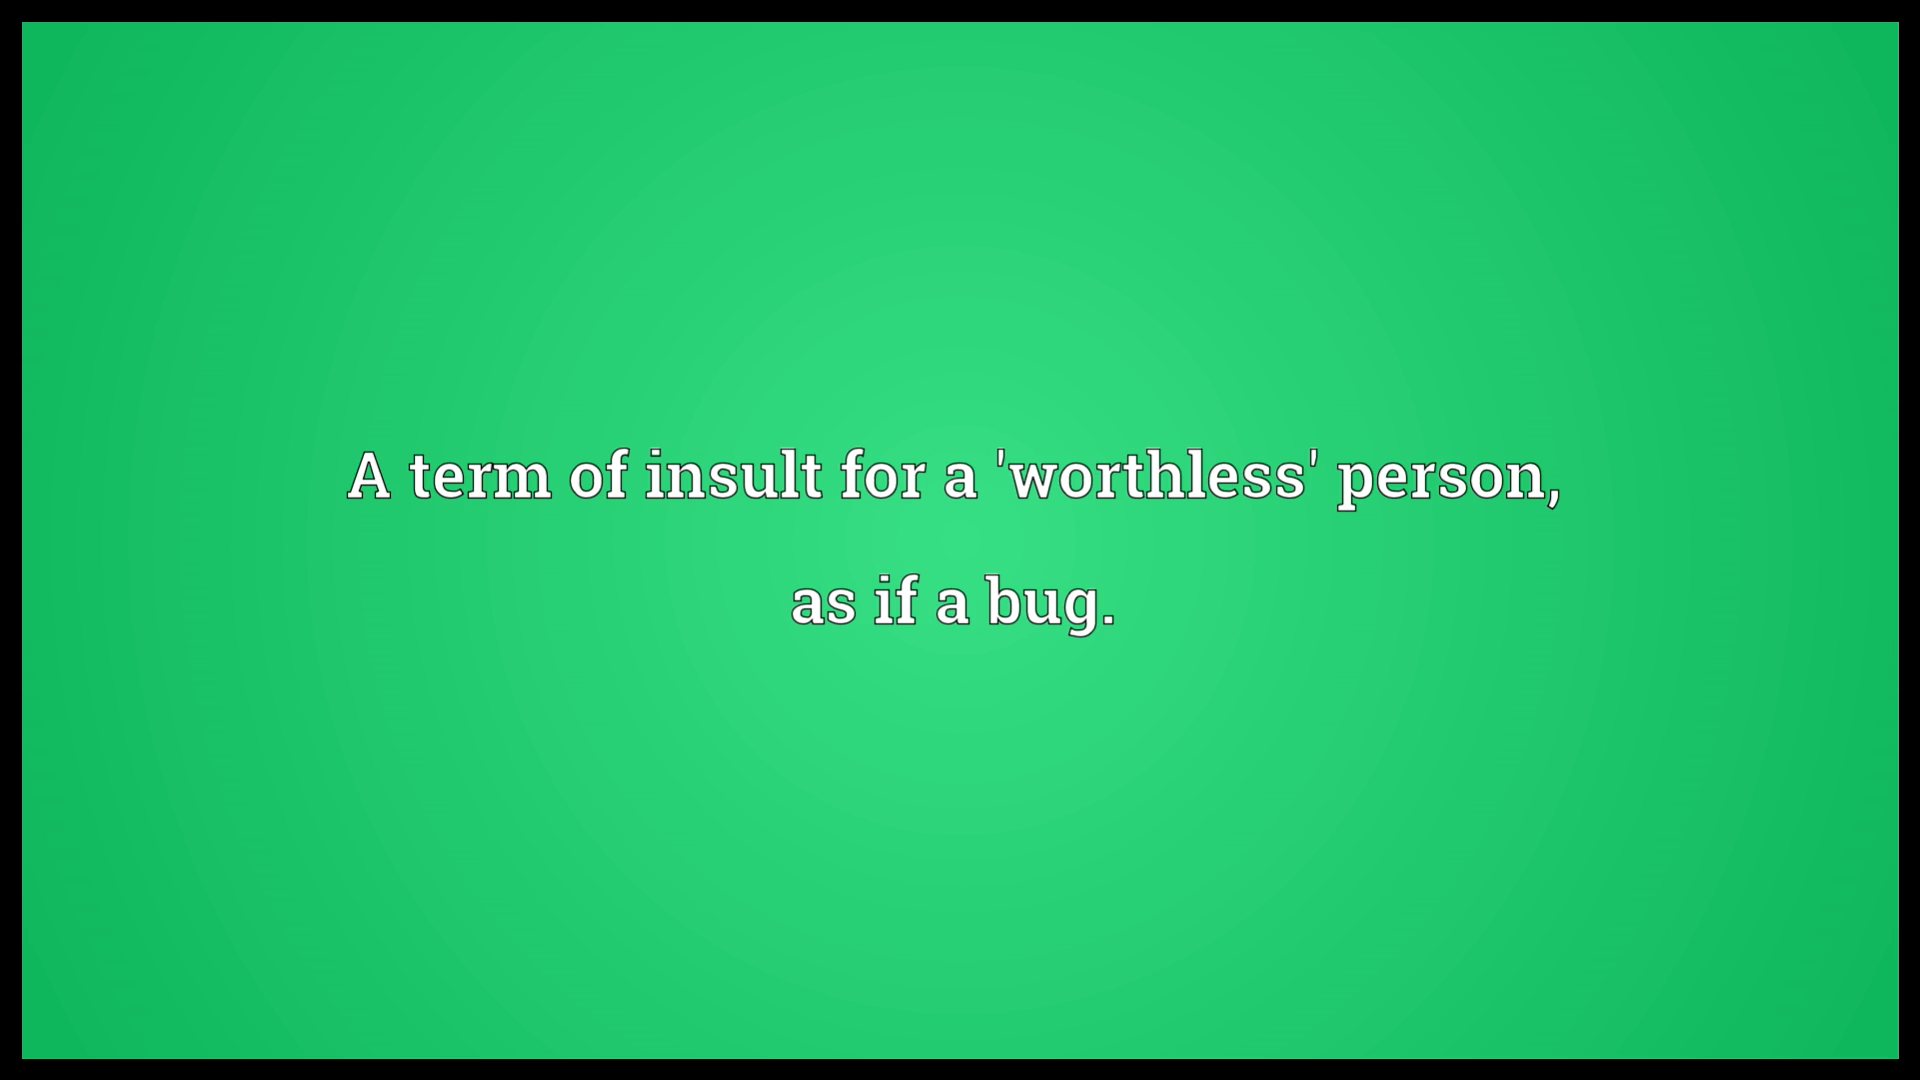 A term of insult for a 'worthless' person,
as if a bug.